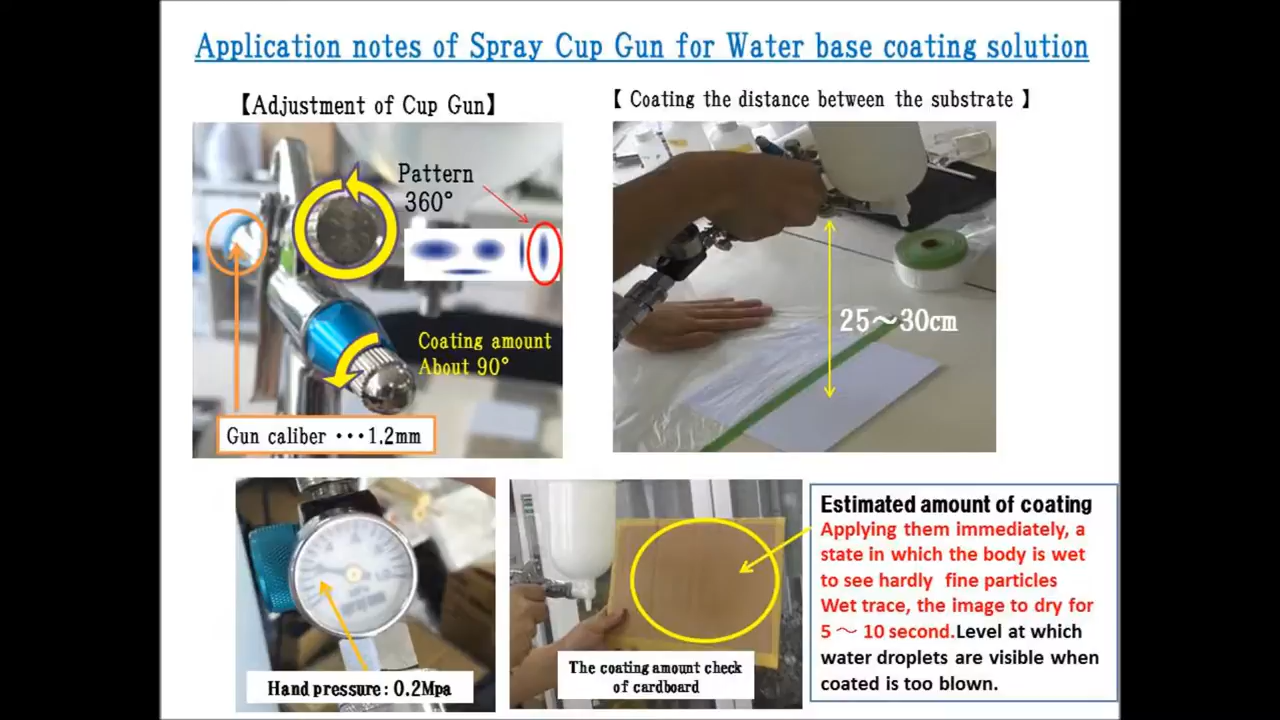 Application notes of Spray Cup Gun for Water base coating solution
【Adjustment of Cup Gun】
【 Coating the distance between the substrate 】
Pattern
360°
Coating amount
About 90°
Gun caliber ・・・1.2mm
25～30cm
Hand pressure: 0.2Mpa
The coating amount check
of cardboard
Estimated amount of coating
Applying them immediately, a
state in which the body is wet
to see hardly fine particles
Wet trace, the image to dry for
5 ～ 10 second.Level at which
water droplets are visible when
coated is too blown.